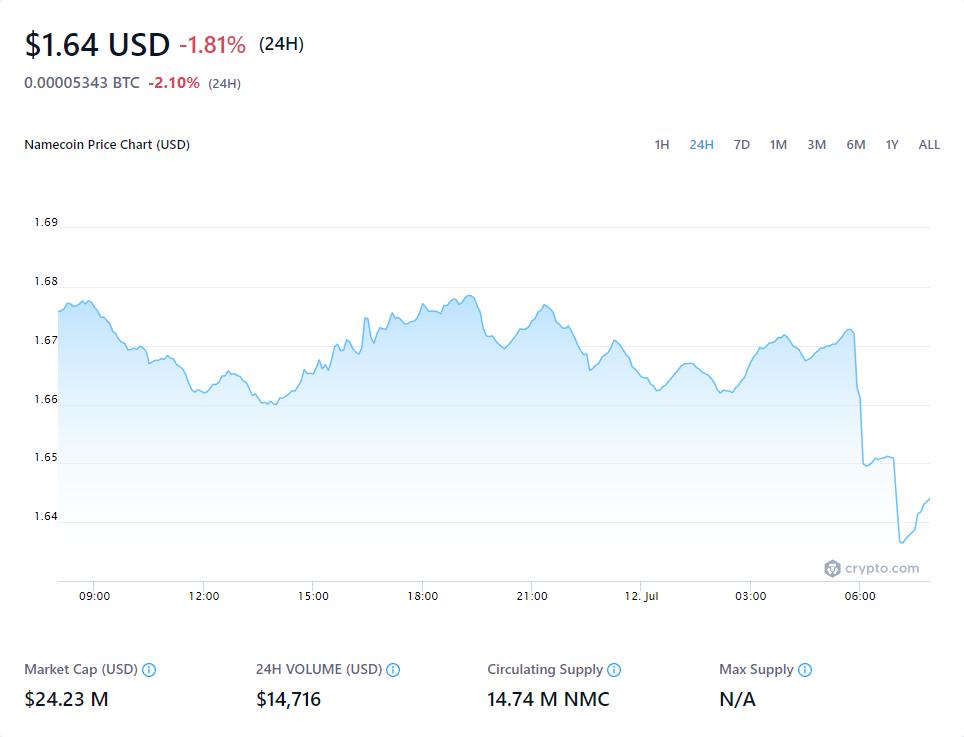 $1.64 USD -1.81% (24H)
0.00005343 BTC -2.10% (24H)
Namecoin Price Chart (USD) 1H 24H 7D 1M 3M 6M 1Y ALL
1.69
1.68
1.67
1.66
1.65
1.64
crypto.com
09:00 12:00 15:00 18:00 21:00 12. Jul 03:00 06:00
Market Cap (USD) 24H VOLUME (USD) Circulating Supply Max Supply
$24.23 M $14,716 14.74 M NMC N/A